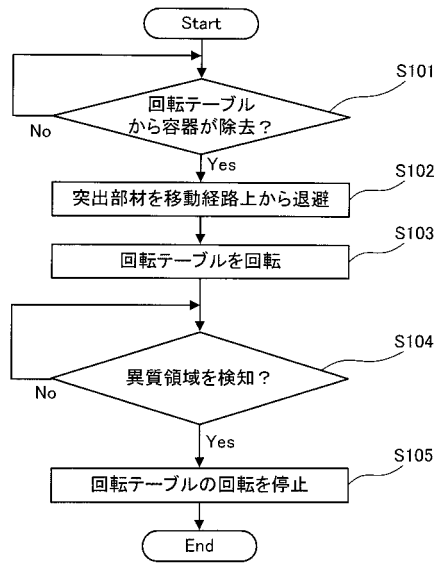 Start
S101
回転テーブル
から容器が除去？
No
Yes
S102
突出部材を移動経路上から退避
S103
回転テーブルを回転
S104
異質領域を検知？
No
Yes
S105
回転テーブルの回転を停止
End